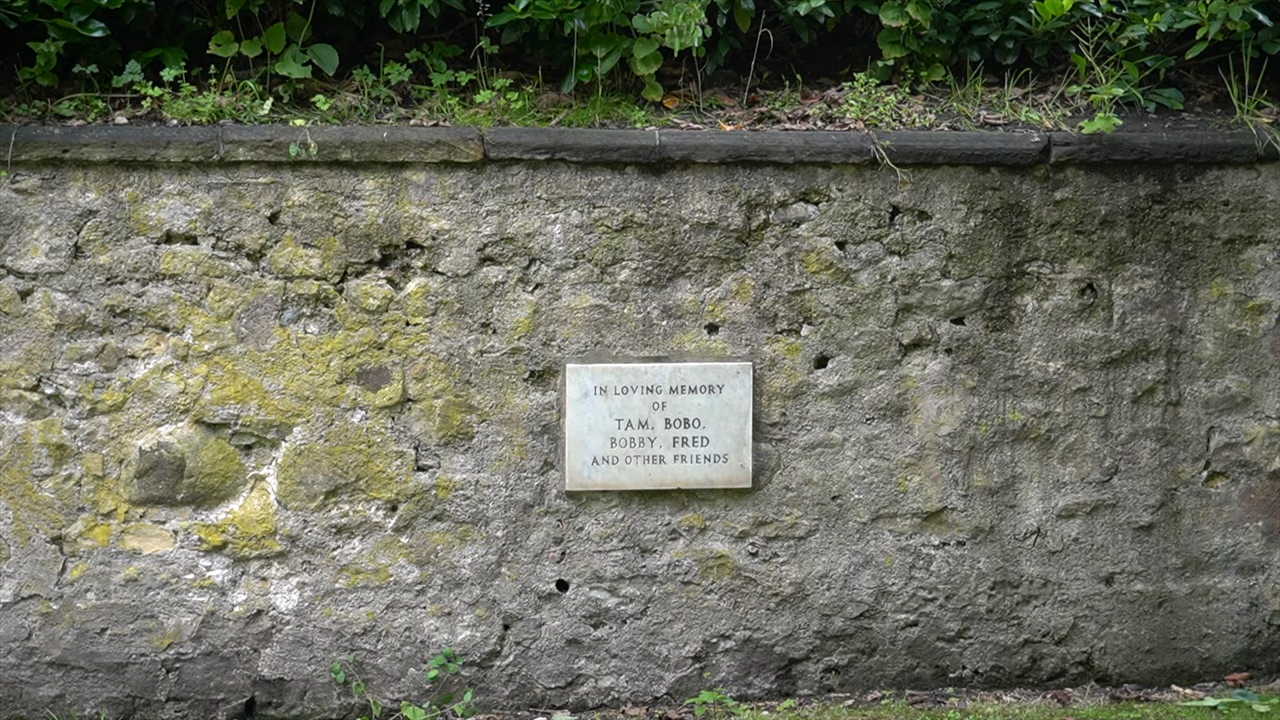 IN LOVING MEMORY
OF
TAM, BOBO,
BOBBY, FRED
AND OTHER FRIENDS